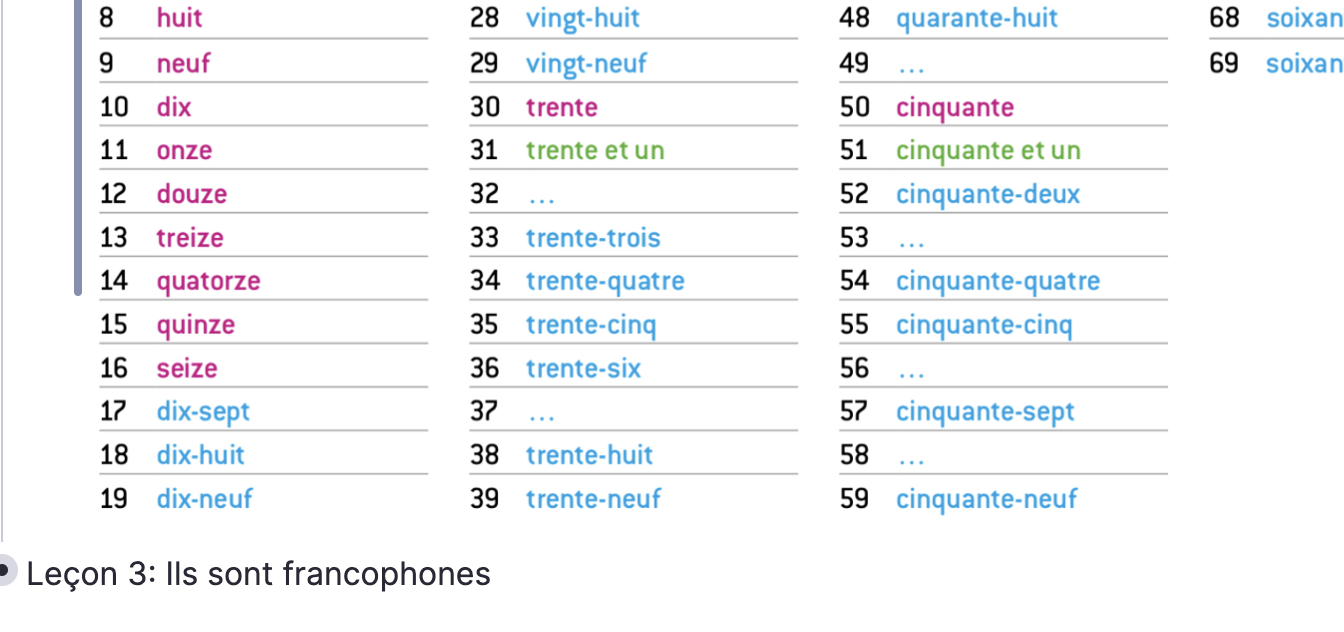 8 huit 28 vingt-huit 48 quarante-huit 68
9 neuf 29 vingt-neuf 49 ... 69
10 dix 30 trente 50 cinquante
11 onze 31 trente et un 51 cinquante et un
12 douze 32 ... 52 cinquante-deux
13 treize 33 trente-trois 53 ...
14 quatorze 34 trente-quatre 54 cinquante-quatre
15 quinze 35 trente-cinq 55 cinquante-cinq
16 seize 36 trente-six 56 ...
17 dix-sept 37 ... 57 cinquante-sept
18 dix-huit 38 trente-huit 58 ...
19 dix-neuf 39 trente-neuf 59 cinquante-neuf
Leçon 3: Ils sont francophones